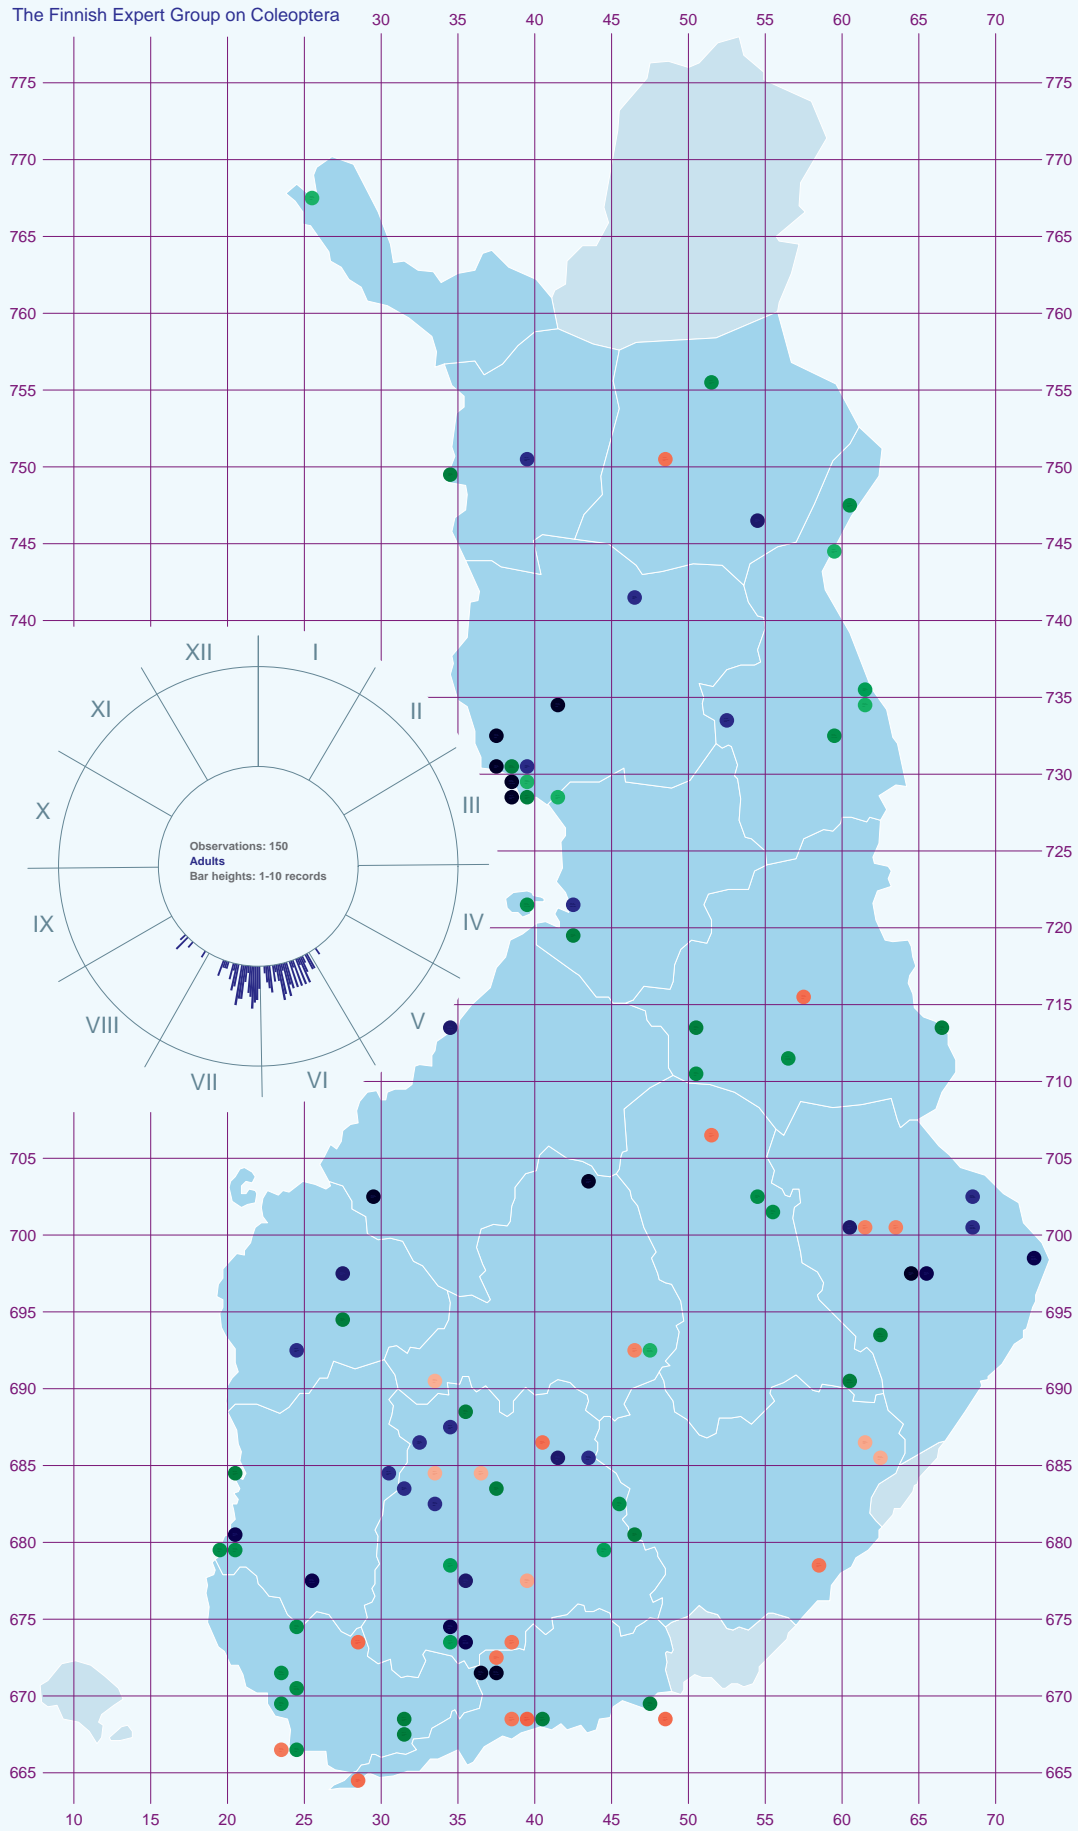 The Finnish Expert Group on Coleoptera
30 35 40 45 50 55 60 65 70
775 775
770 770
765 765
760 760
755 755
750 750
745 745
740 740
XII I
735
XI II
730
X III
Observations: 150
Adults
Bar heights: 1-10 records
725 725
IX IV 720 720
715 715
VIII V
VII VI
710 710
705 705
700 700
695 695
690 690
685 685
680 680
675 675
670 670
665 665
10 15 20 25 30 35 40 45 50 55 60 65 70